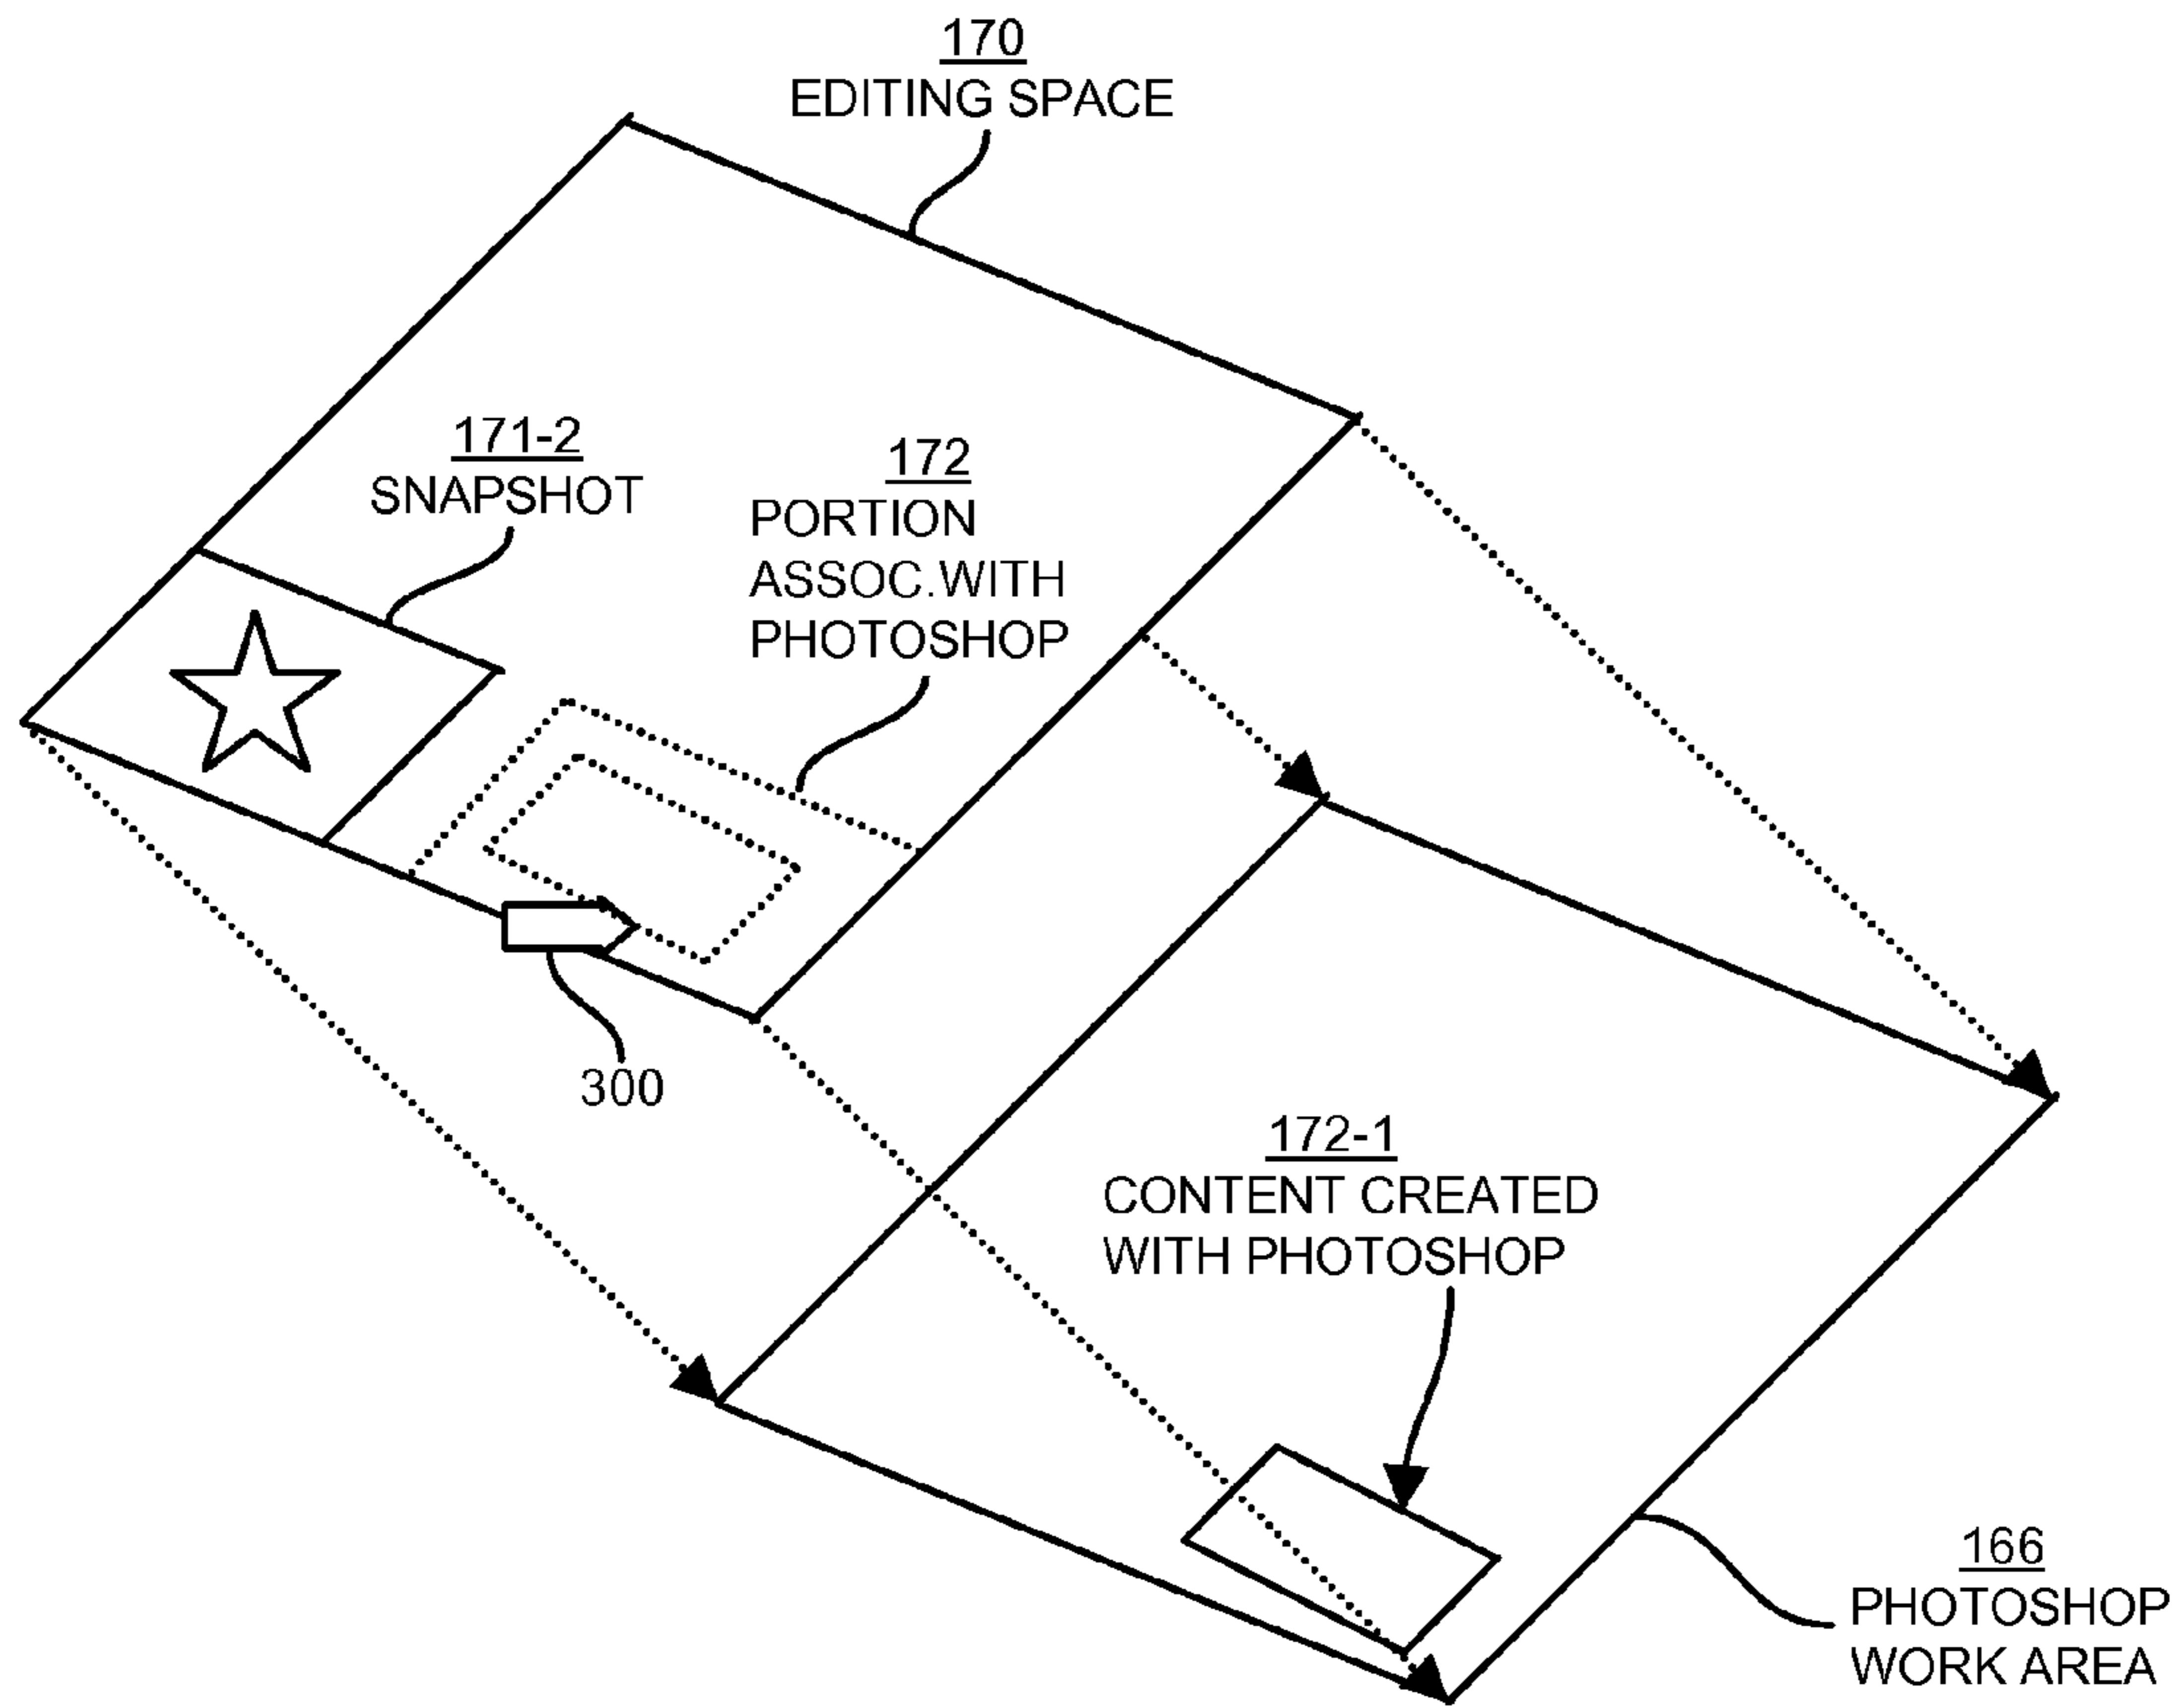 170
EDITING SPACE
171-2
SNAPSHOT
172
PORTION
ASSOC.WITH
PHOTOSHOP
300
172-1
CONTENT CREATED
WITH PHOTOSHOP
166
PHOTOSHOP
WORK AREA